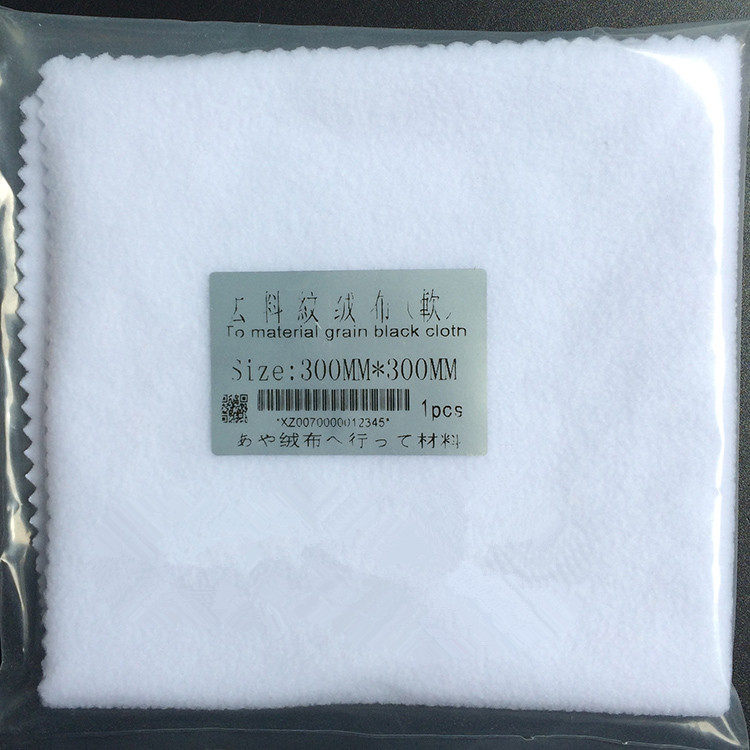 去料紋绒布(軟)
To material grain black cloth
Size:300MM*300MM
1pcs
*XZ0070000012345*
あや绒布へ行って材料